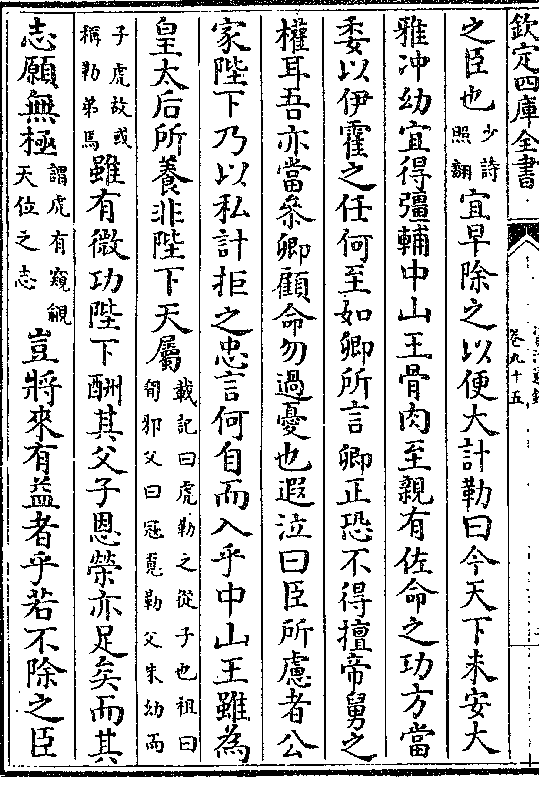 欽定四庫全書
卷九十五
之臣也少詩照翻宜早除之以便大計勒曰今天下未安大
雅冲幼宜得彊輔中山王骨肉至親有佐命之功方當
委以伊霍之任何至如卿所言卿正恐不得擅帝舅之
權耳吾亦當參卿顧命勿過憂也遐泣曰臣所慮者公
家陛下乃以私計拒之忠言何自而入乎中山王雖為
皇太后所養非陛下天屬載記曰虎勒之從子也祖曰㔨邪父曰冦覓勒父朱幼而
子虎故或稱勒弟焉雖有微功陛下酬其父子恩榮亦足矣而其
志願無極謂虎有窺覦天位之志豈將來有益者乎若不除之臣